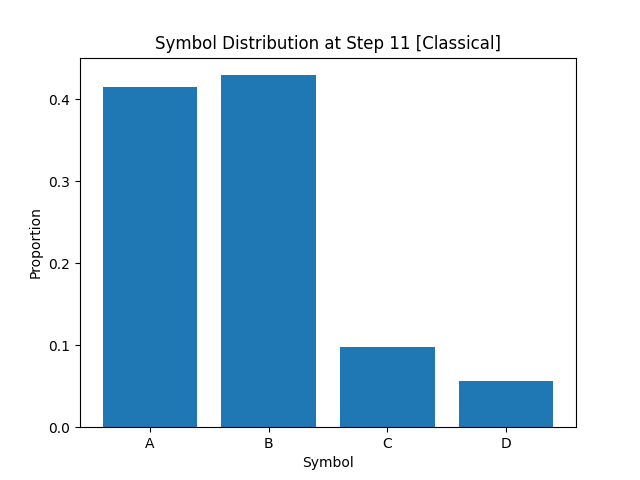 Symbol Distribution at Step 11 [Classical]
Proportion
0.4
0.3
0.2
0.1
0.0
A B C D
Symbol